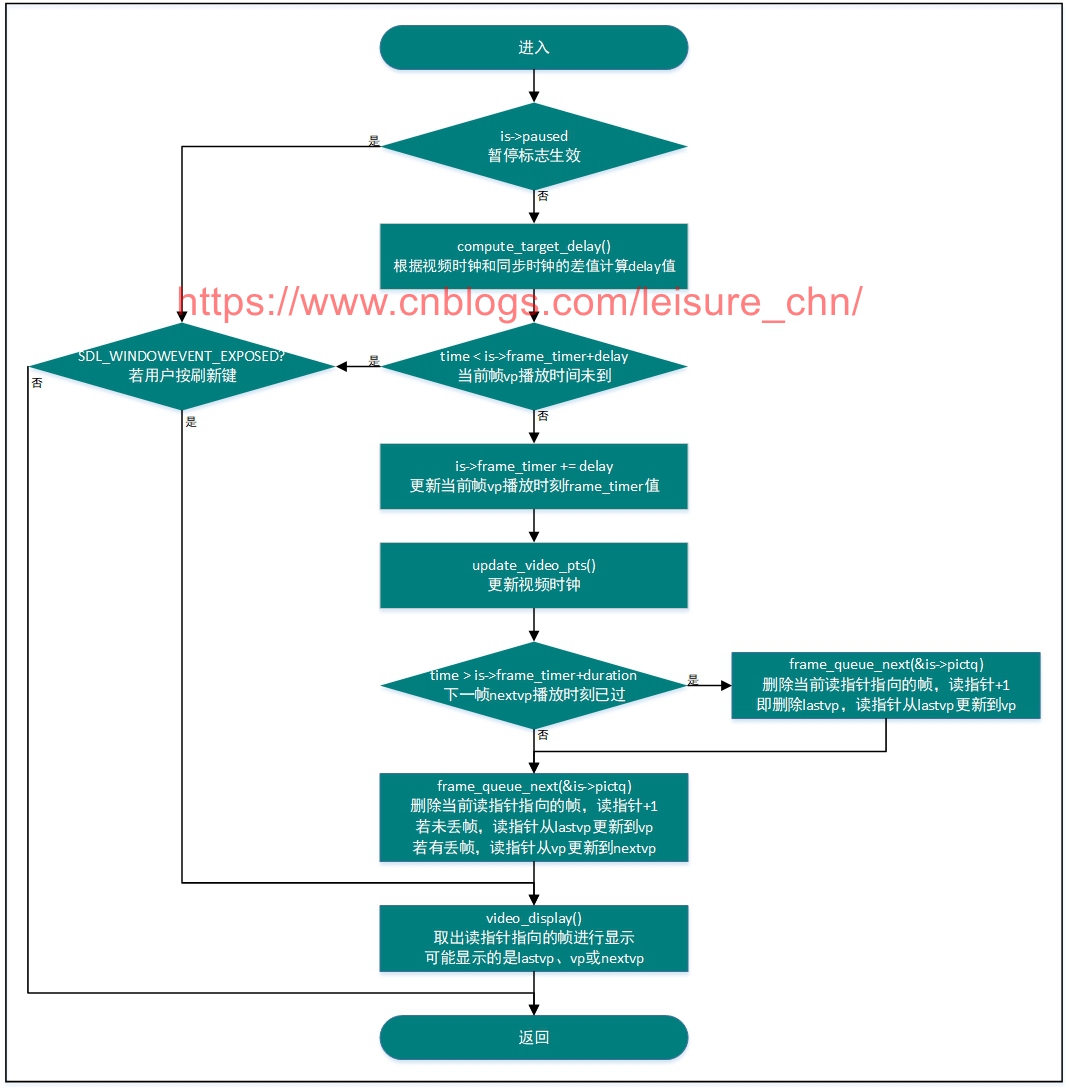 进入
is->paused
暂停标志生效
是
否
compute_target_delay()
根据视频时钟和同步时钟的差值计算delay值
https://www.cnblogs.com/leisure_chn/
SDL_WINDOWEVENT_EXPOSED?
若用户按刷新键
是
time < is->frame_timer+delay
当前帧vp播放时间未到
否
是
否
is->frame_timer += delay
更新当前帧vp播放时刻frame_timer值
update_video_pts()
更新视频时钟
time > is->frame_timer+duration
下一帧nextvp播放时刻已过
是
frame_queue_next(&is->pictq)
删除当前读指针指向的帧，读指针+1
即删除lastvp，读指针从lastvp更新到vp
否
frame_queue_next(&is->pictq)
删除当前读指针指向的帧，读指针+1
若未丢帧，读指针从lastvp更新到vp
若有丢帧，读指针从vp更新到nextvp
video_display()
取出读指针指向的帧进行显示
可能显示的是lastvp、vp或nextvp
返回